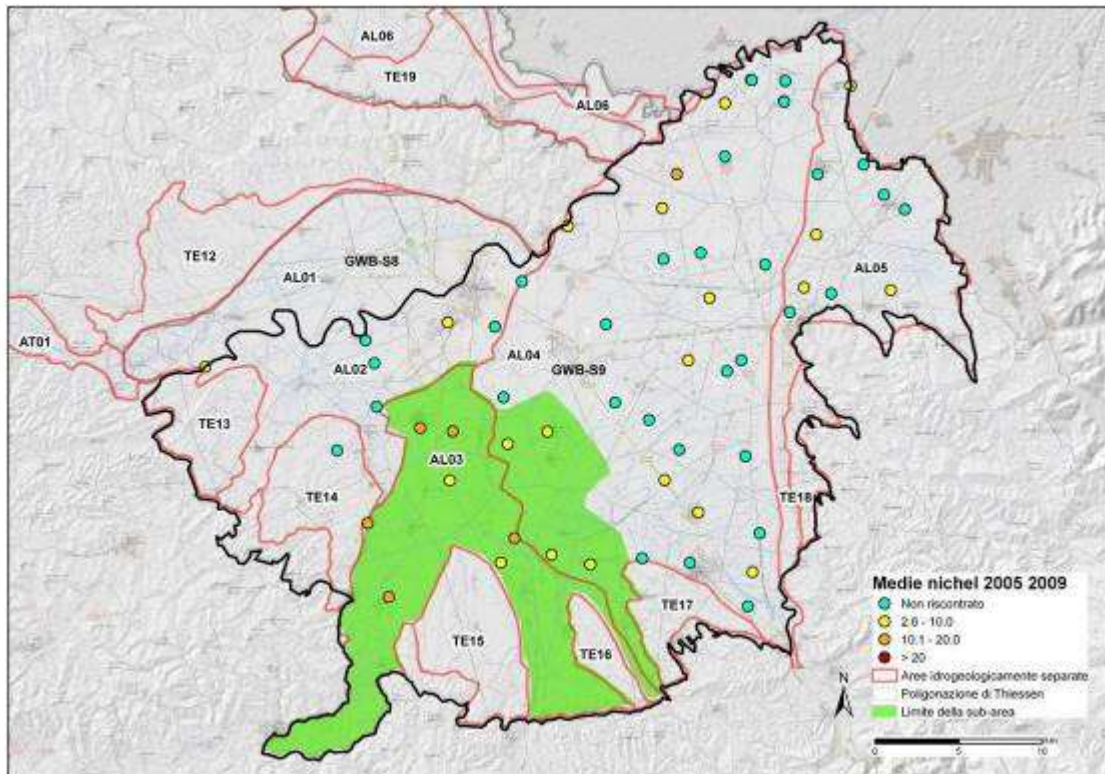 AL06
TE19
AL06
TE12
GWB-S8
AL01
AL05
AT01
AL02
AL04
GWB-S9
TE13
AL03
TE14
TE18
TE15
TE16
TE17
Medie nichel 2005 2009
Non riscontrato
2.6 - 10.0
10.1 - 20.0
> 20
Aree idrogeologicamente separate
Poligonazione di Thiessen
Limite della sub-area
N
0 5 10